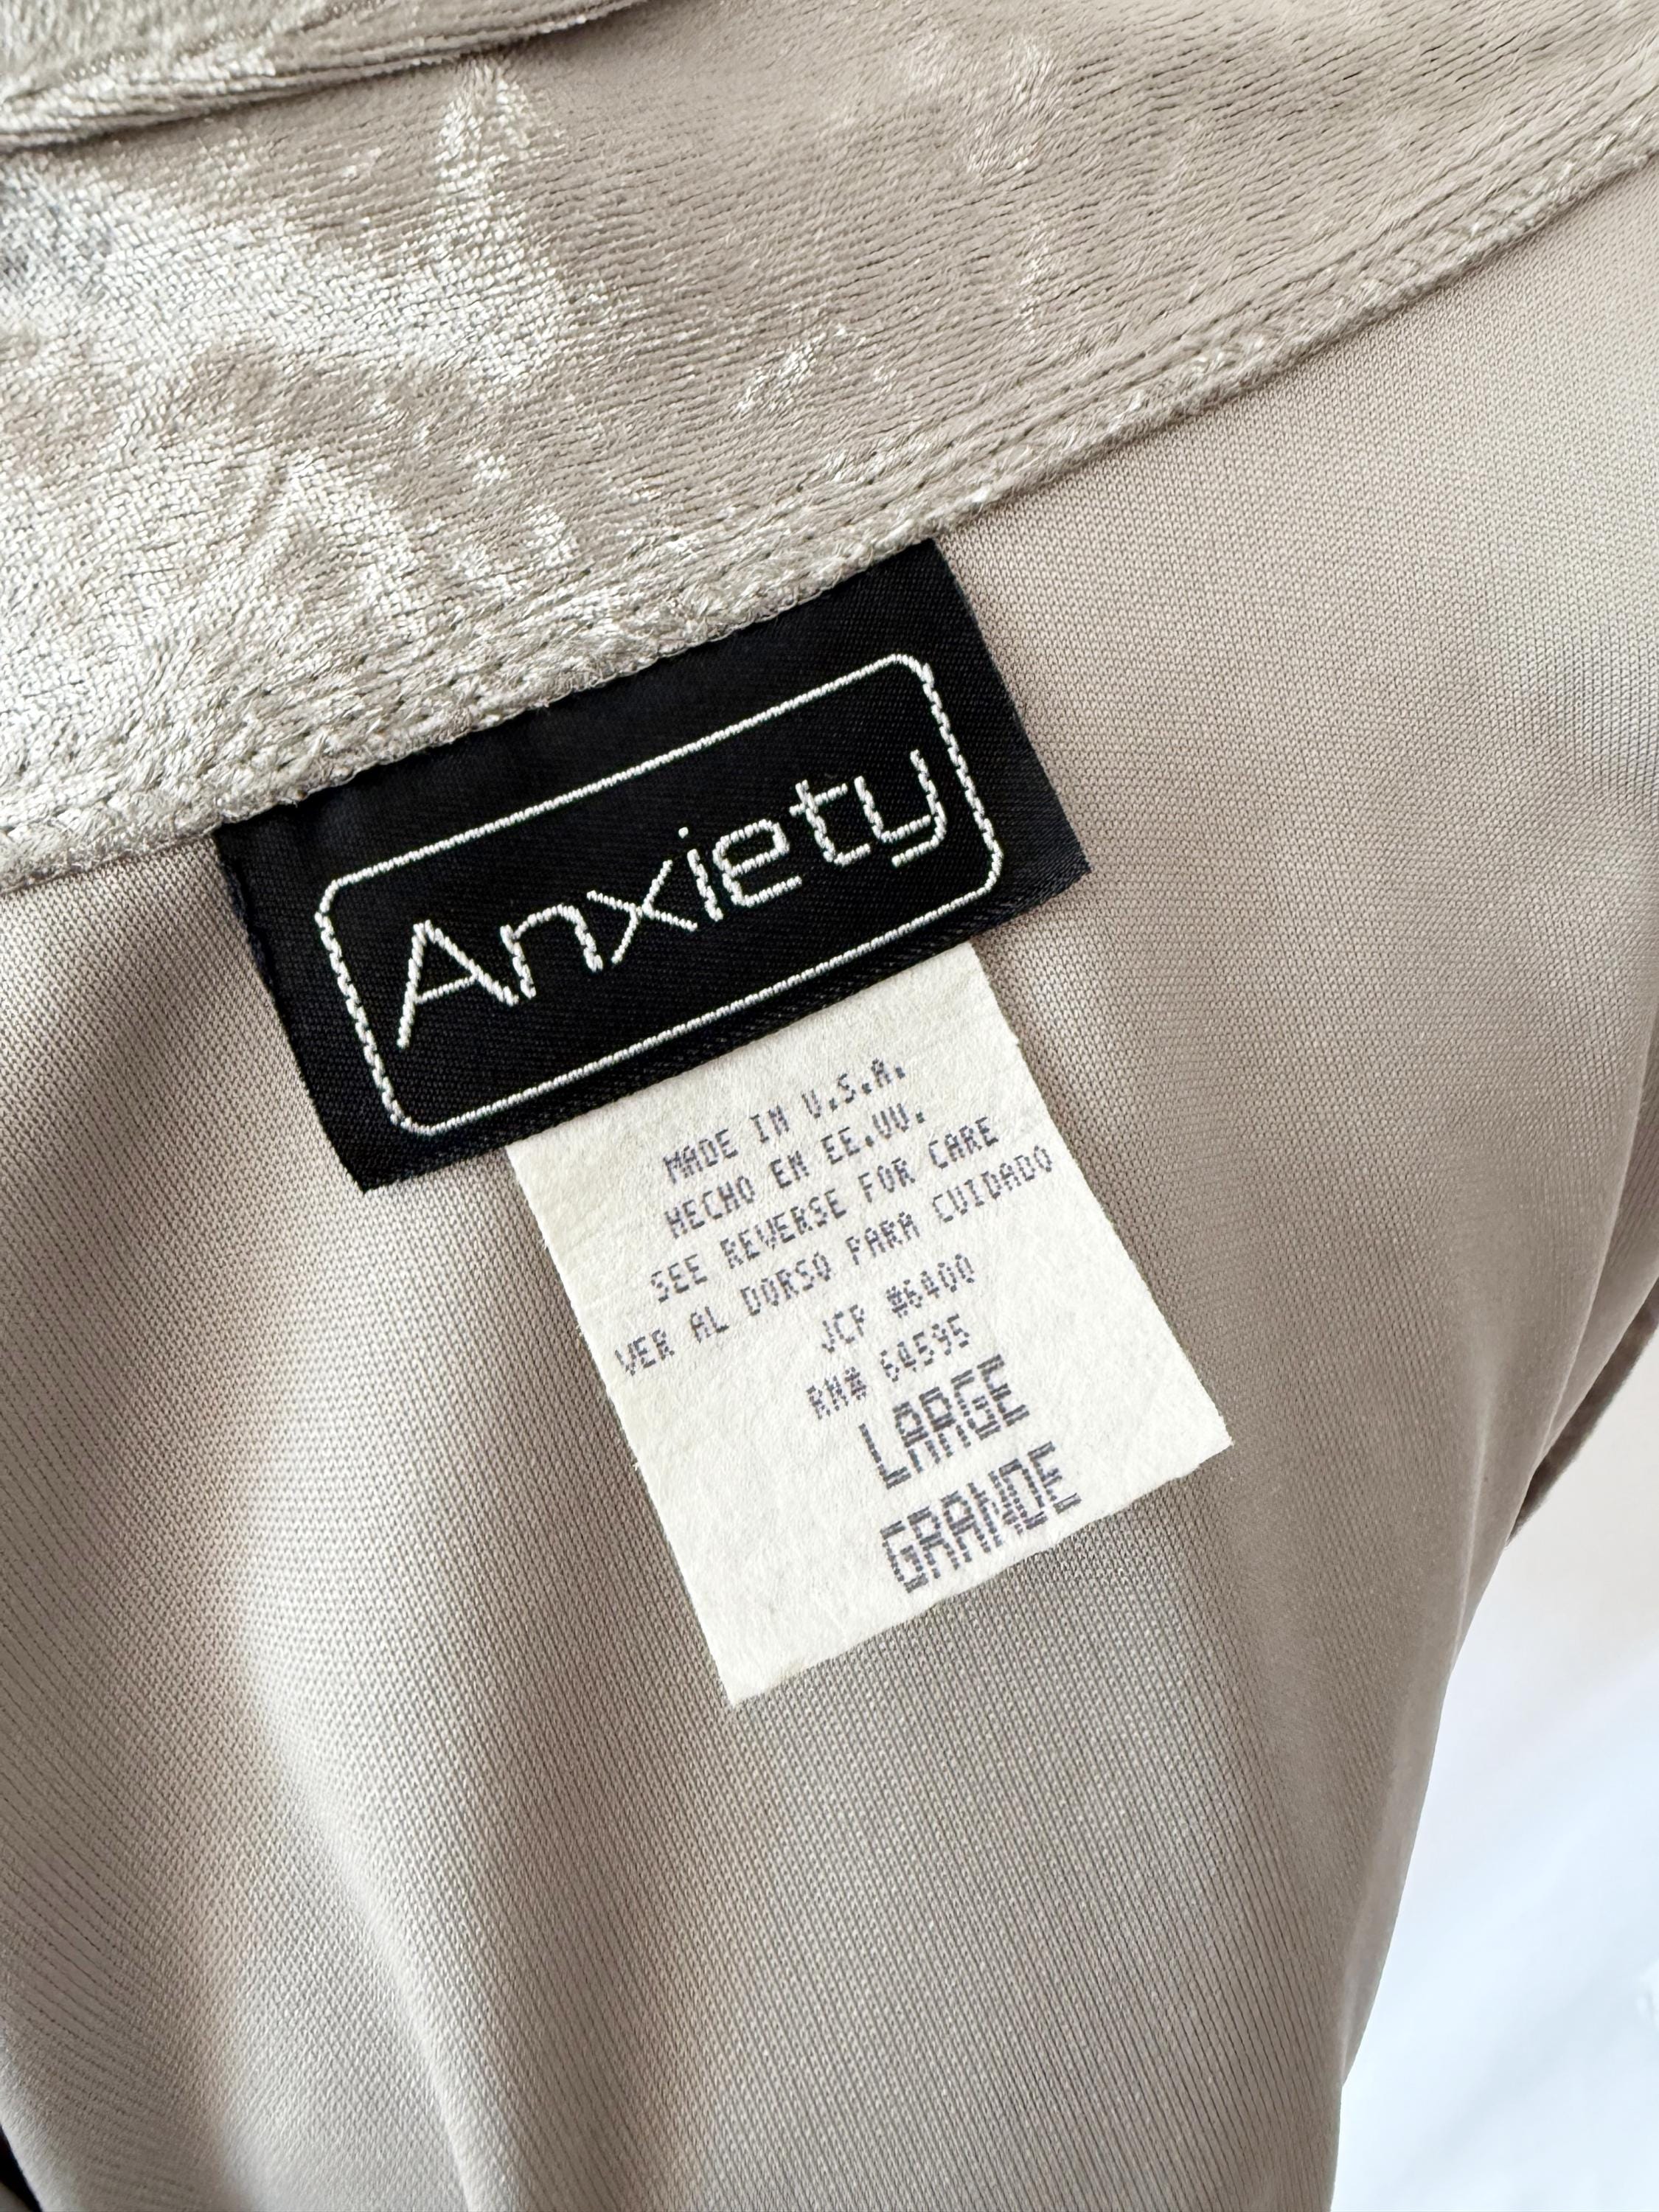 Anxiety
MADE IN U.S.A.
HECHO EN EE.UU.
SEE REVERSE FOR CARE
VER AL DORSO PARA CUIDADO
JCP #6400
RN# 64595
LARGE
GRANDE